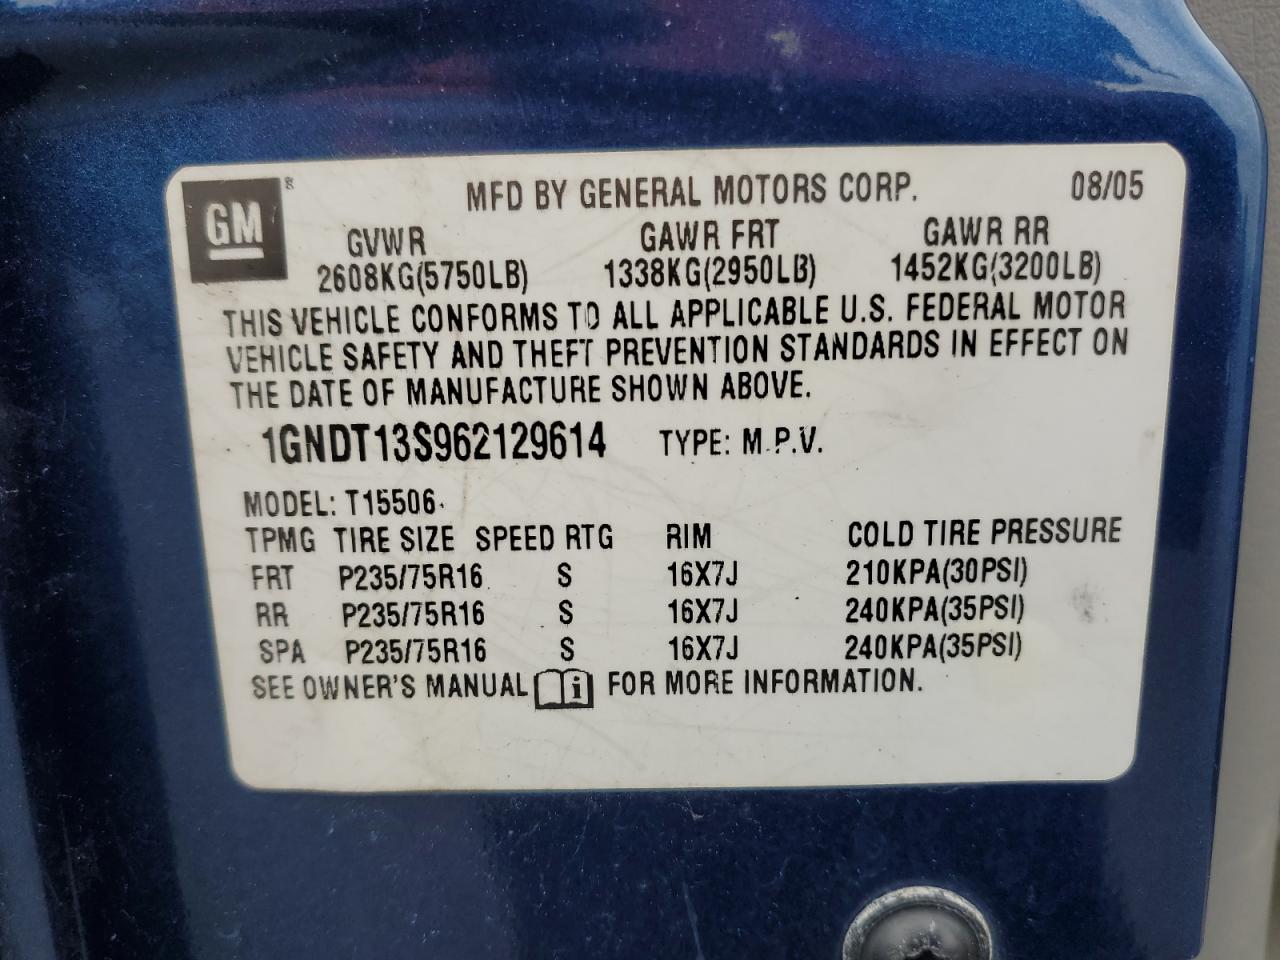 GM ® MFD BY GENERAL MOTORS CORP. 08/05
GVWR GAWR FRT GAWR RR
2608KG(5750LB) 1338KG(2950LB) 1452KG(3200LB)
THIS VEHICLE CONFORMS TO ALL APPLICABLE U.S. FEDERAL MOTOR
VEHICLE SAFETY AND THEFT PREVENTION STANDARDS IN EFFECT ON
THE DATE OF MANUFACTURE SHOWN ABOVE.
1GNDT13S962129614 TYPE: M.P.V.
MODEL: T15506
TPMG TIRE SIZE SPEED RTG RIM COLD TIRE PRESSURE
FRT P235/75R16 S 16X7J 210KPA(30PSI)
RR P235/75R16 S 16X7J 240KPA(35PSI)
SPA P235/75R16 S 16X7J 240KPA(35PSI)
SEE OWNER'S MANUAL i FOR MORE INFORMATION.